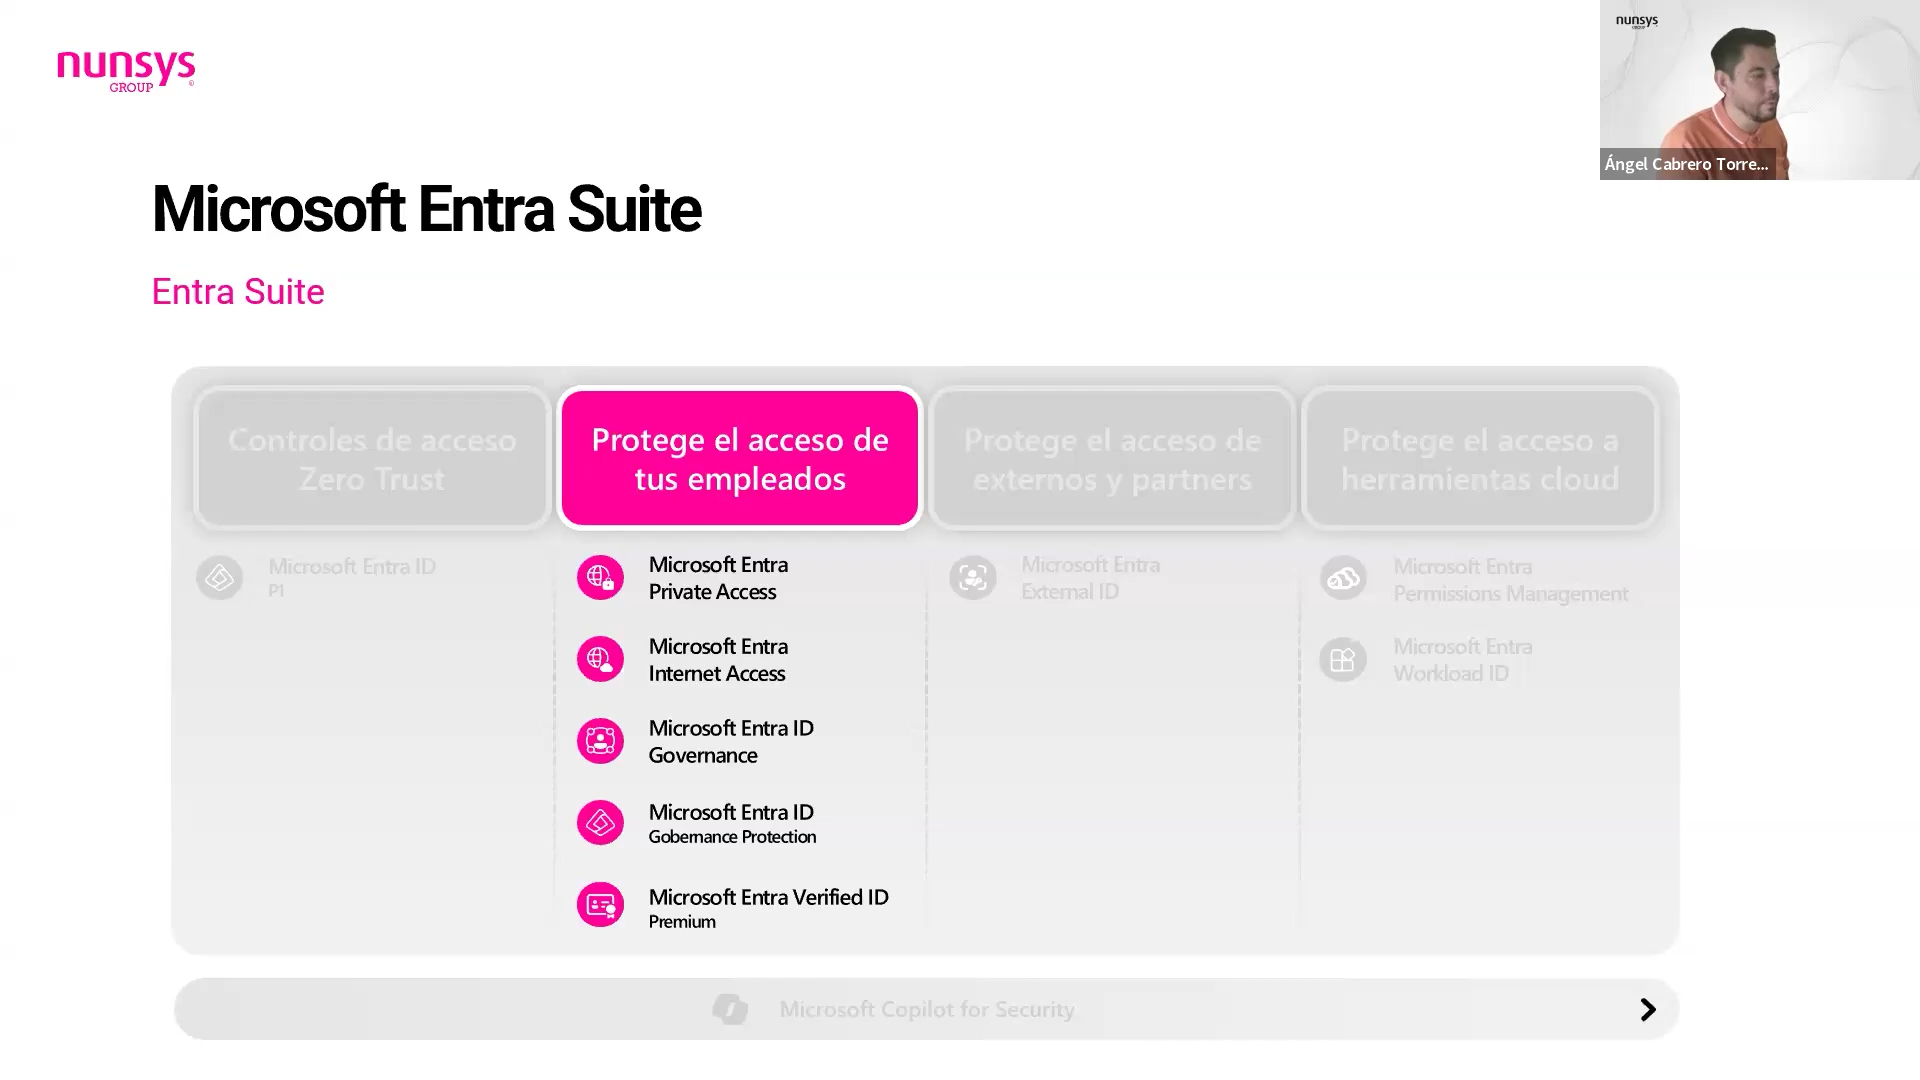 nunsys
GROUP
nunsys
GROUP
Ángel Cabrero Torre...
Microsoft Entra Suite
Entra Suite
Controles de acceso
Zero Trust
Protege el acceso de
tus empleados
Protege el acceso de
externos y partners
Protege el acceso a
herramientas cloud
Microsoft Entra ID
P1
Microsoft Entra
Private Access
Microsoft Entra
Internet Access
Microsoft Entra ID
Governance
Microsoft Entra ID
Gobernance Protection
Microsoft Entra Verified ID
Premium
Microsoft Entra
External ID
Microsoft Entra
Permissions Management
Microsoft Entra
Workload ID
Microsoft Copilot for Security